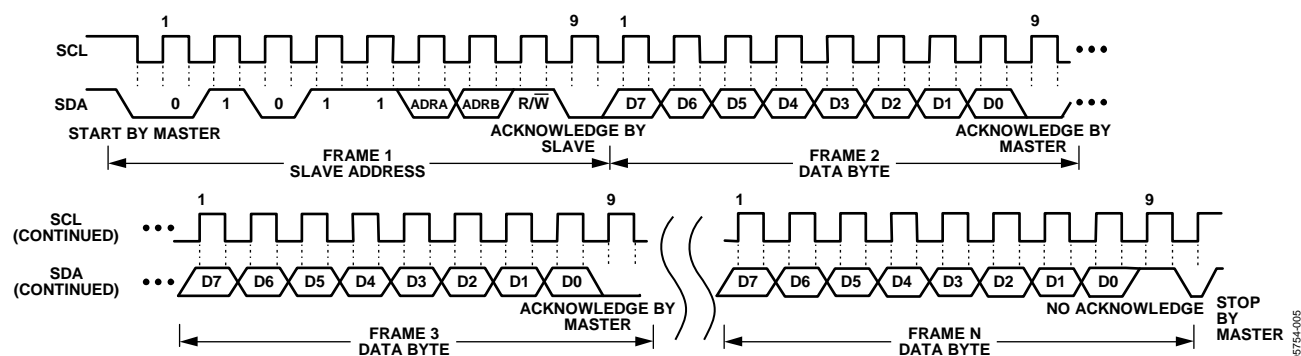 1 9 1 9
SCL
SDA 0 1 0 1 1 ADRA ADRB R/W̅ D7 D6 D5 D4 D3 D2 D1 D0
START BY MASTER
ACKNOWLEDGE BY
SLAVE
ACKNOWLEDGE BY
MASTER
FRAME 1
SLAVE ADDRESS
FRAME 2
DATA BYTE
1 9 1 9
SCL
(CONTINUED)
SDA
(CONTINUED)
D7 D6 D5 D4 D3 D2 D1 D0 D7 D6 D5 D4 D3 D2 D1 D0
ACKNOWLEDGE BY
MASTER
NO ACKNOWLEDGE
STOP
BY
MASTER
FRAME 3
DATA BYTE
FRAME N
DATA BYTE
5754-005